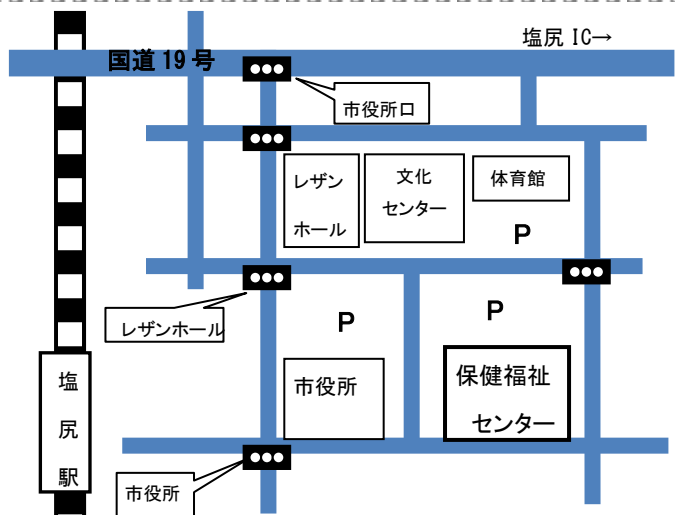 塩尻 IC→
国道 19 号
市役所口
レザン
ホール
文化
センター
体育館
P
レザンホール
P
P
市役所
保健福祉
センター
塩
尻
駅
市役所